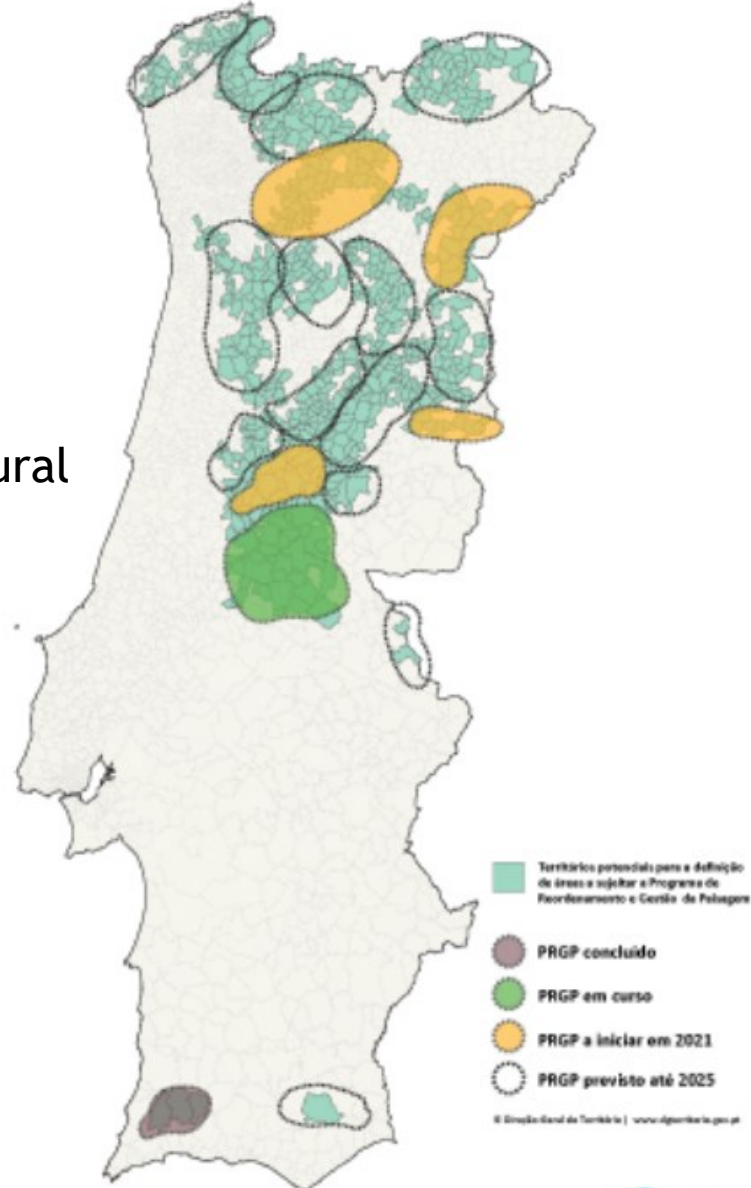 ural
Territórios potenciais para a definição
de áreas a sujeitar a Programa de
Reordenamento e Gestão da Paisagem
PRGP concluído
PRGP em curso
PRGP a iniciar em 2021
PRGP previsto até 2025
© Direção-Geral do Território | www.dgterritorio.gov.pt